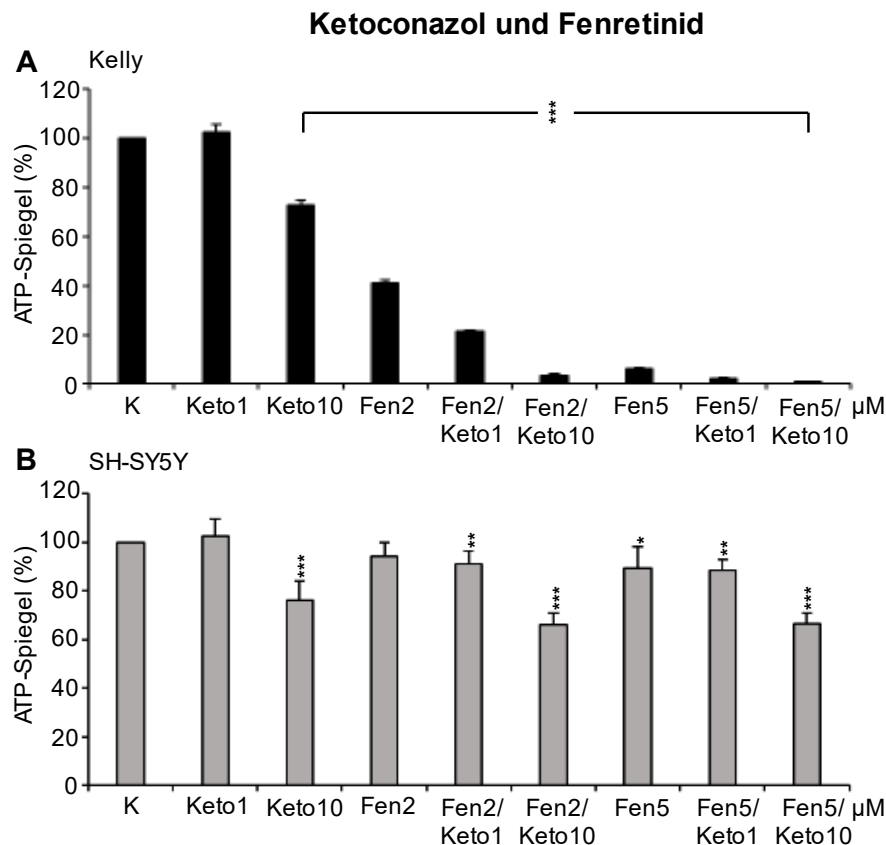 Ketoconazol und Fenretinid
A Kelly
ATP-Spiegel (%)
120
100
80
60
40
20
0
***
K Keto1 Keto10 Fen2 Fen2/ Fen2/ Fen5 Fen5/ Fen5/ µM
Keto1 Keto10 Keto1 Keto10
B SH-SY5Y
ATP-Spiegel (%)
120
100
80
60
40
20
0
*** ** *** * ** ***
K Keto1 Keto10 Fen2 Fen2/ Fen2/ Fen5 Fen5/ Fen5/ µM
Keto1 Keto10 Keto1 Keto10